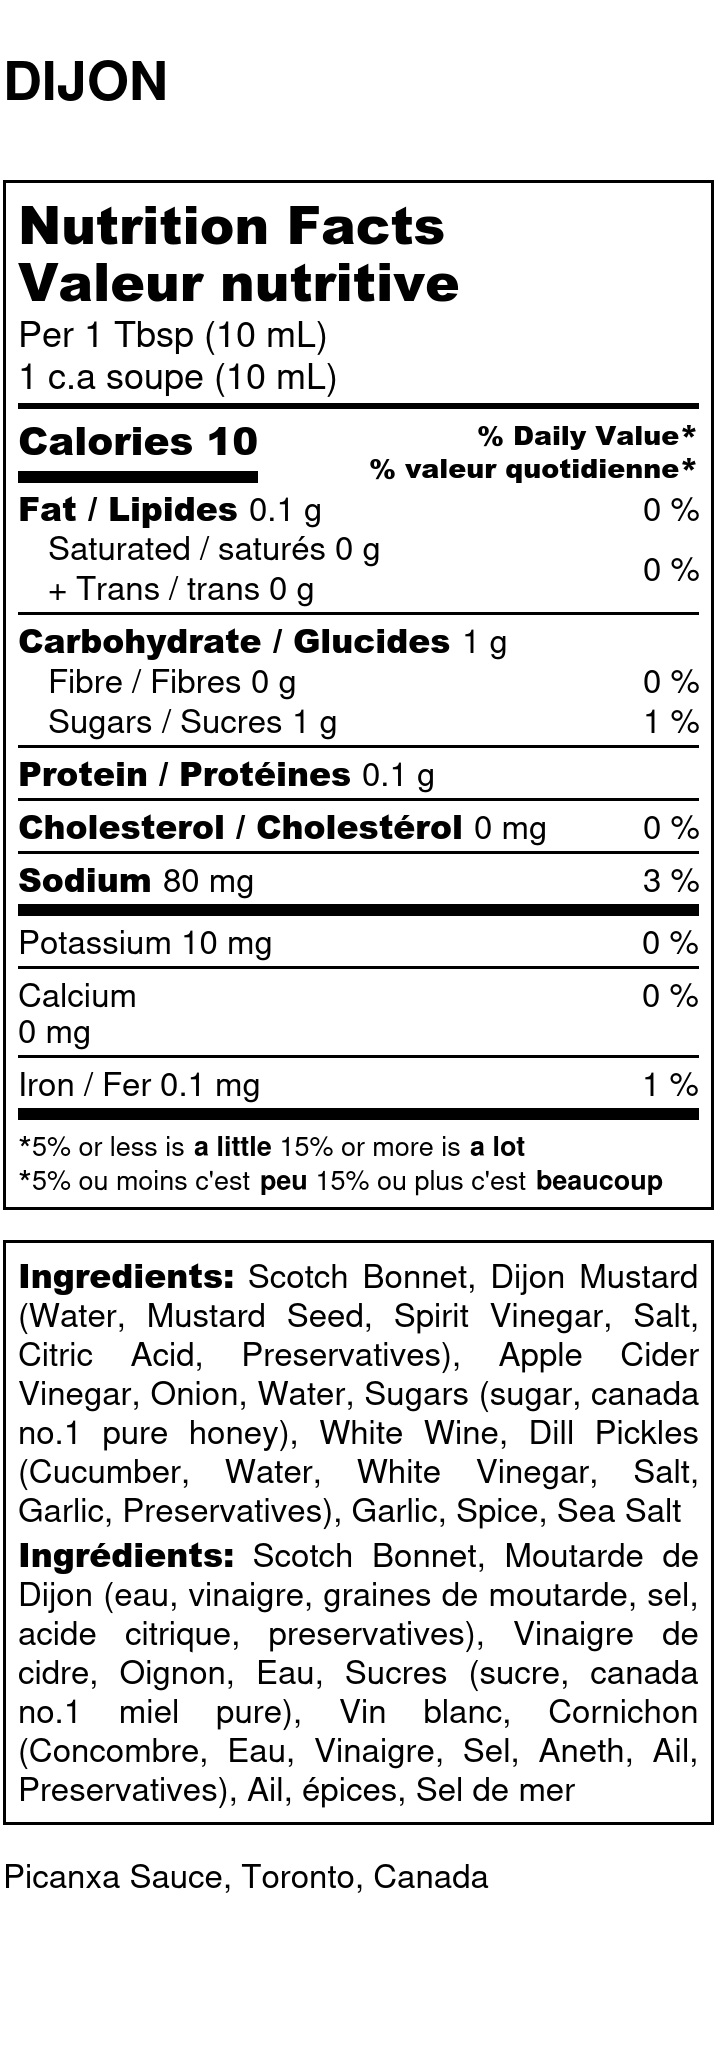 DIJON
Nutrition Facts
Valeur nutritive
Per 1 Tbsp (10 mL)
1 c.a soupe (10 mL)
Calories 10
% Daily Value*
% valeur quotidienne*
Fat / Lipides 0.1 g 0 %
Saturated / saturés 0 g
+ Trans / trans 0 g 0 %
Carbohydrate / Glucides 1 g
Fibre / Fibres 0 g 0 %
Sugars / Sucres 1 g 1 %
Protein / Protéines 0.1 g
Cholesterol / Cholestérol 0 mg 0 %
Sodium 80 mg 3 %
Potassium 10 mg 0 %
Calcium 0 %
0 mg
Iron / Fer 0.1 mg 1 %
*5% or less is a little 15% or more is a lot
*5% ou moins c'est peu 15% ou plus c'est beaucoup
Ingredients: Scotch Bonnet, Dijon Mustard
(Water, Mustard Seed, Spirit Vinegar, Salt,
Citric Acid, Preservatives), Apple Cider
Vinegar, Onion, Water, Sugars (sugar, canada
no.1 pure honey), White Wine, Dill Pickles
(Cucumber, Water, White Vinegar, Salt,
Garlic, Preservatives), Garlic, Spice, Sea Salt
Ingrédients: Scotch Bonnet, Moutarde de
Dijon (eau, vinaigre, graines de moutarde, sel,
acide citrique, preservatives), Vinaigre de
cidre, Oignon, Eau, Sucres (sucre, canada
no.1 miel pure), Vin blanc, Cornichon
(Concombre, Eau, Vinaigre, Sel, Aneth, Ail,
Preservatives), Ail, épices, Sel de mer
Picanxa Sauce, Toronto, Canada